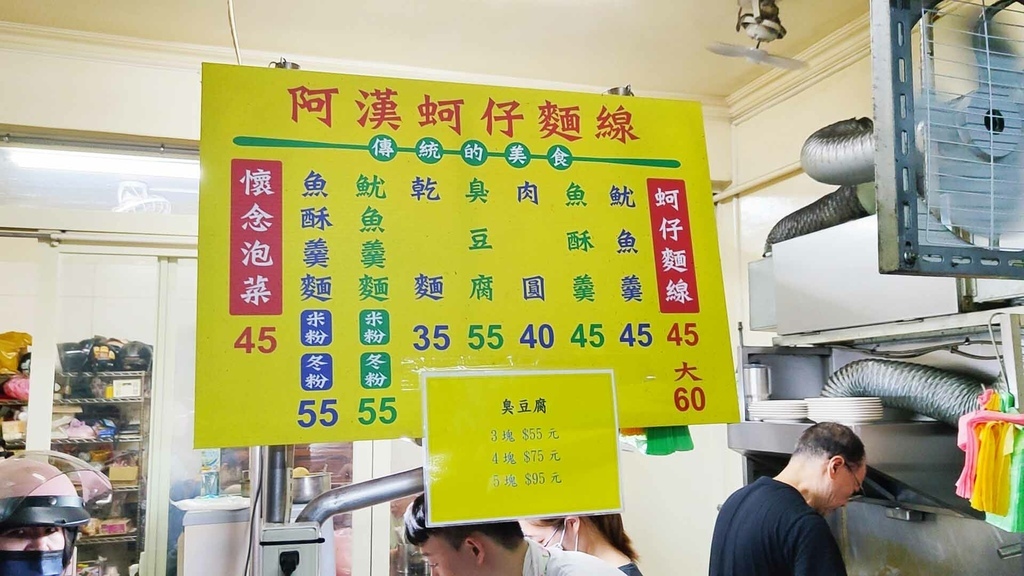 阿漢蚵仔麵線
傳統的美食
蚵仔麵線 45 大 60
魷魚羹 45
魚酥羹 45
肉圓 40
臭豆腐 55
乾麵 35
魷魚羹麵 米粉 冬粉 55
魚酥羹麵 米粉 冬粉 55
懷念泡菜 45
臭豆腐
3塊 $55元
4塊 $75元
5塊 $95元